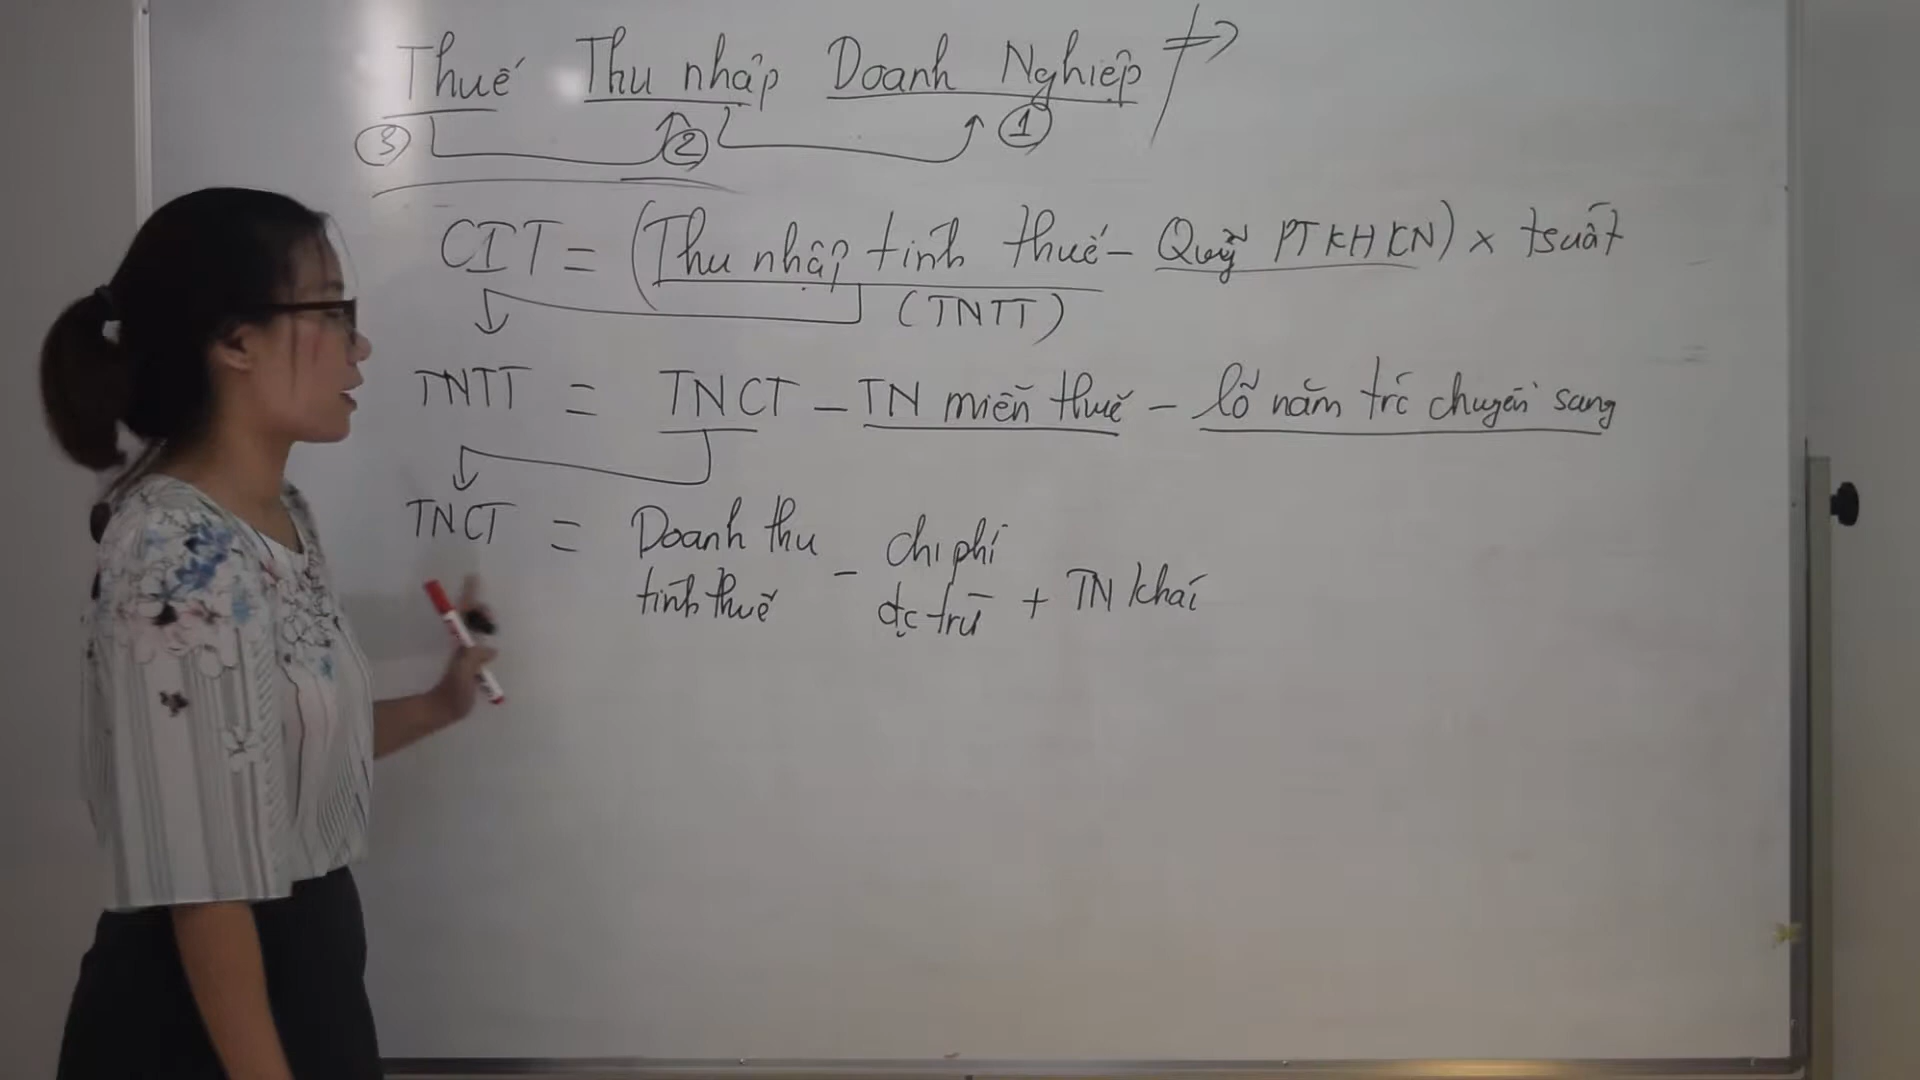 Thuế Thu nhập Doanh Nghiệp
③ ② ①
CIT = (Thu nhập tính thuế - Quỹ PTKHCN) x tsuất
(TNTT)
TNTT = TNCT - TN miễn thuế - lỗ năm trc chuyển sang
TNCT = Doanh thu tính thuế - chi phí đc trừ + TN khác